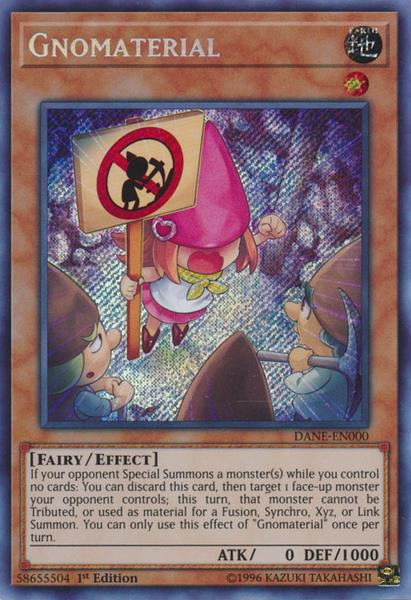 GNOMATERIAL
地
DANE-EN000
[FAIRY/EFFECT]
If your opponent Special Summons a monster(s) while you control
no cards: You can discard this card, then target 1 face-up monster
your opponent controls; this turn, that monster cannot be
Tributed, or used as material for a Fusion, Synchro, Xyz, or Link
Summon. You can only use this effect of "Gnomaterial" once per
turn.
ATK/ 0 DEF/1000
58655504 1st Edition ©1996 KAZUKI TAKAHASHI